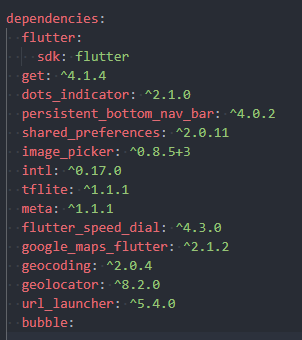 dependencies:
  flutter:
    sdk: flutter
  get: ^4.1.4
  dots_indicator: ^2.1.0
  persistent_bottom_nav_bar: ^4.0.2
  shared_preferences: ^2.0.11
  image_picker: ^0.8.5+3
  intl: ^0.17.0
  tflite: ^1.1.1
  meta: ^1.1.1
  flutter_speed_dial: ^4.3.0
  google_maps_flutter: ^2.1.2
  geocoding: ^2.0.4
  geolocator: ^8.2.0
  url_launcher: ^5.4.0
  bubble: